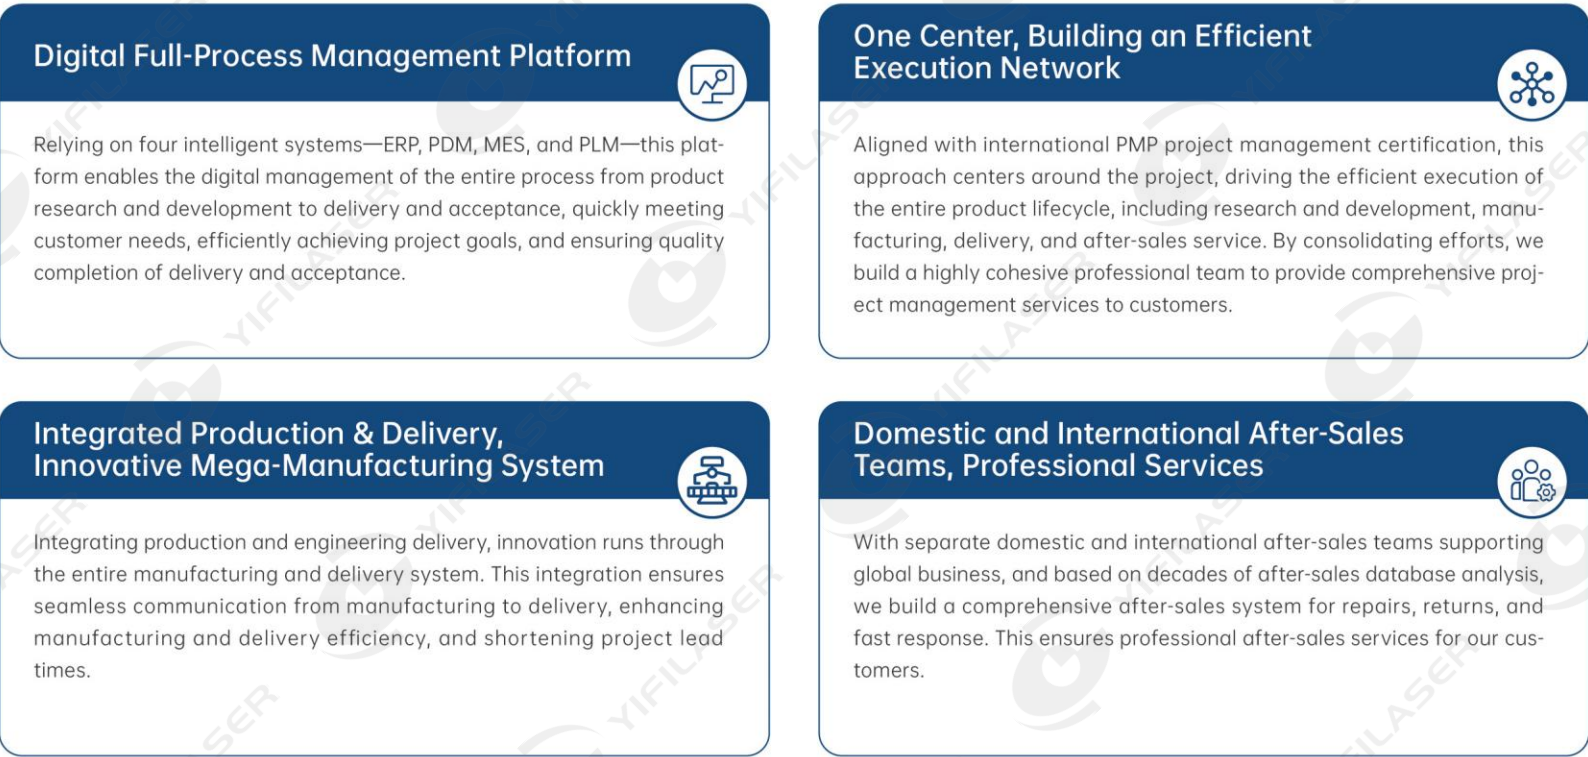 Digital Full-Process Management Platform
Relying on four intelligent systems—ERP, PDM, MES, and PLM—this plat-
form enables the digital management of the entire process from product
research and development to delivery and acceptance, quickly meeting
customer needs, efficiently achieving project goals, and ensuring quality
completion of delivery and acceptance.
One Center, Building an Efficient
Execution Network
Aligned with international PMP project management certification, this
approach centers around the project, driving the efficient execution of
the entire product lifecycle, including research and development, manu-
facturing, delivery, and after-sales service. By consolidating efforts, we
build a highly cohesive professional team to provide comprehensive proj-
ect management services to customers.
Integrated Production & Delivery,
Innovative Mega-Manufacturing System
Integrating production and engineering delivery, innovation runs through
the entire manufacturing and delivery system. This integration ensures
seamless communication from manufacturing to delivery, enhancing
manufacturing and delivery efficiency, and shortening project lead
times.
Domestic and International After-Sales
Teams, Professional Services
With separate domestic and international after-sales teams supporting
global business, and based on decades of after-sales database analysis,
we build a comprehensive after-sales system for repairs, returns, and
fast response. This ensures professional after-sales services for our cus-
tomers.
YIFILASER